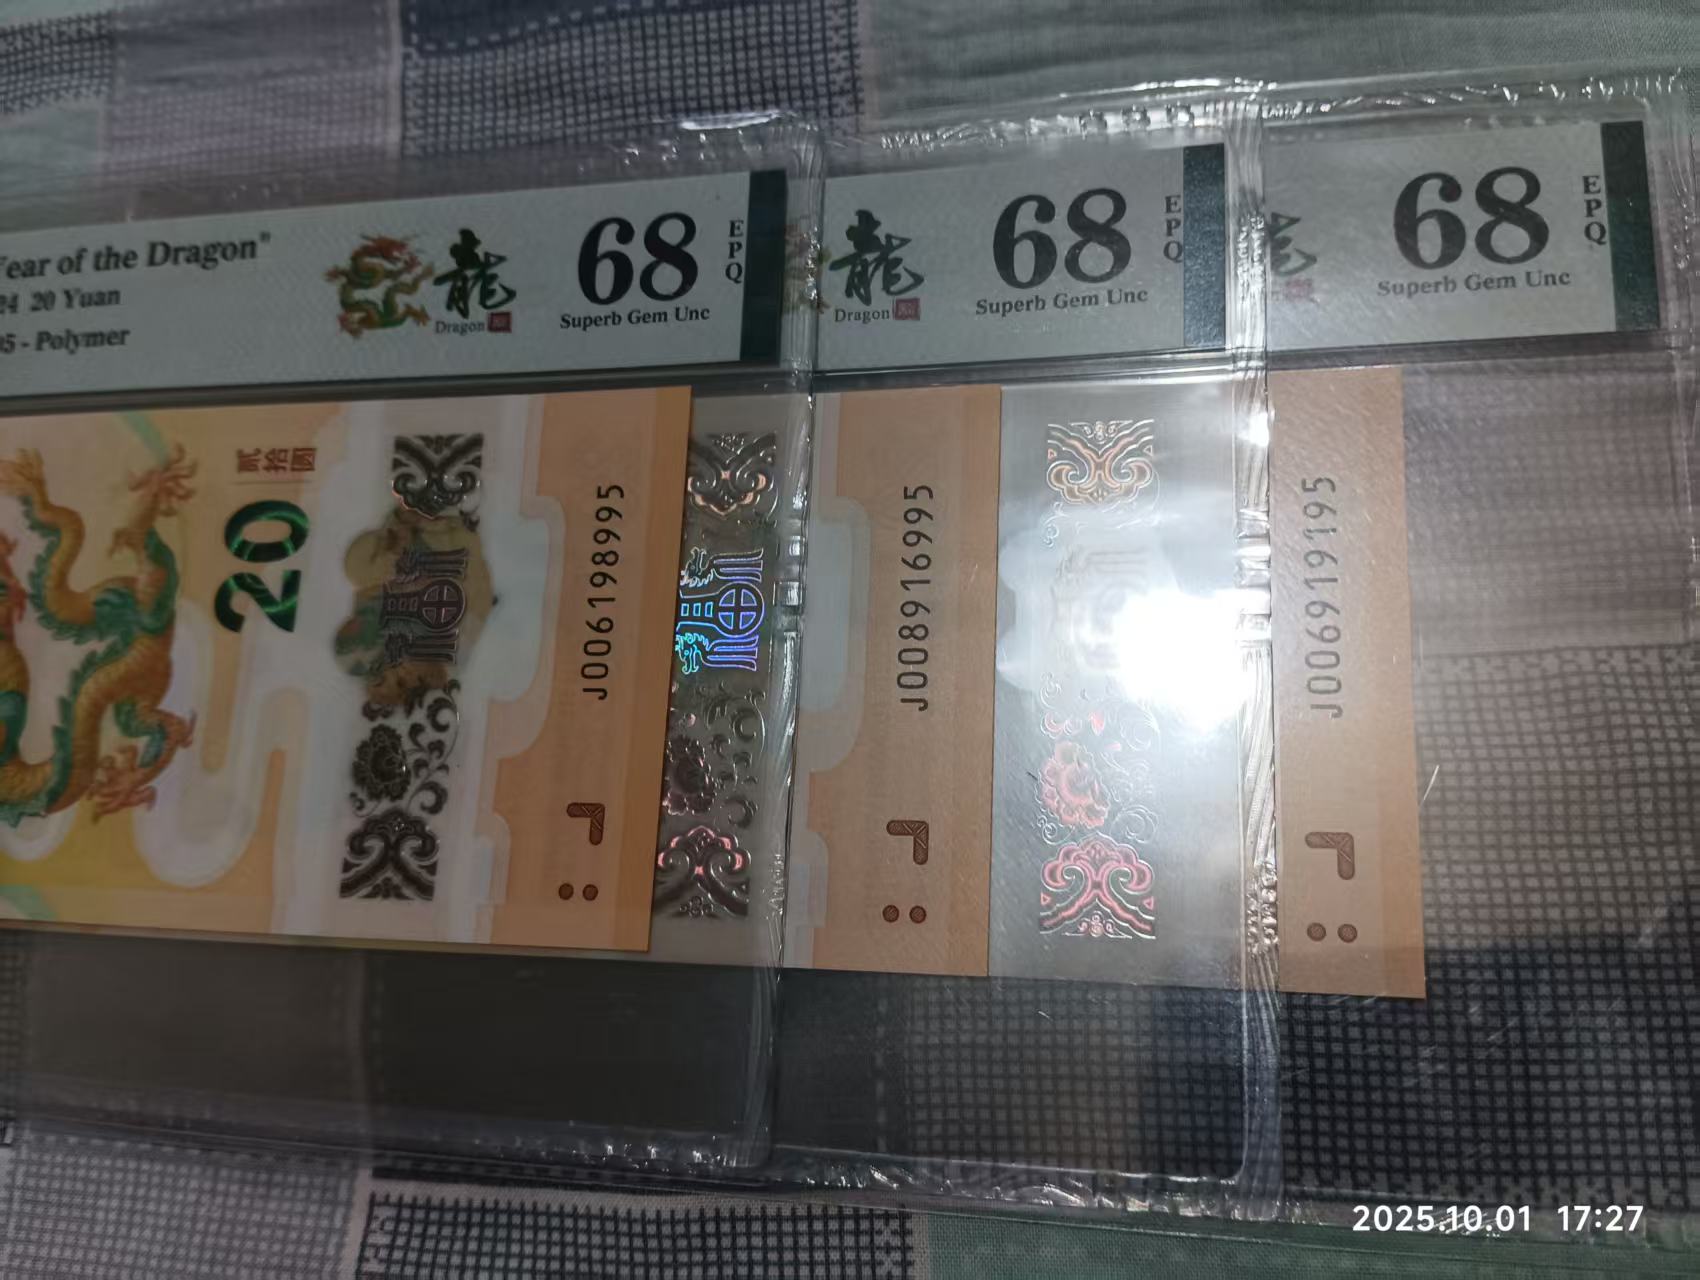 ear of the Dragon"
24 20 Yuan
5 - Polymer
龍
Dragon
68
EPQ
Superb Gem Unc
龍
Dragon
68
EPQ
Superb Gem Unc
68
EPQ
Superb Gem Unc
贰拾圆
20
J006198995
J008916995
J006919195
2025.10.01 17:27